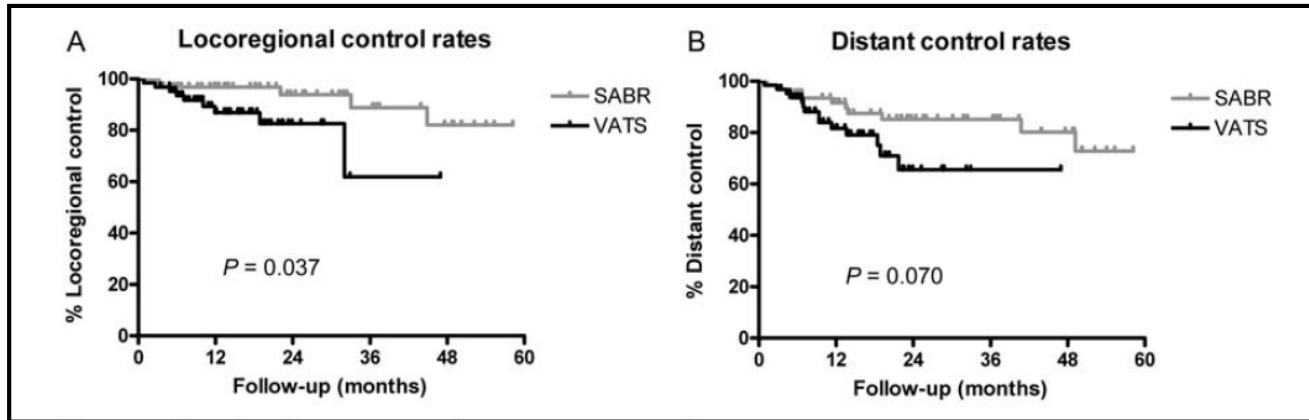 A
Locoregional control rates
100
80
60
40
20
0
% Locoregional control
SABR
VATS
P = 0.037
0 12 24 36 48 60
Follow-up (months)
B
Distant control rates
100
80
60
40
20
0
% Distant control
SABR
VATS
P = 0.070
0 12 24 36 48 60
Follow-up (months)